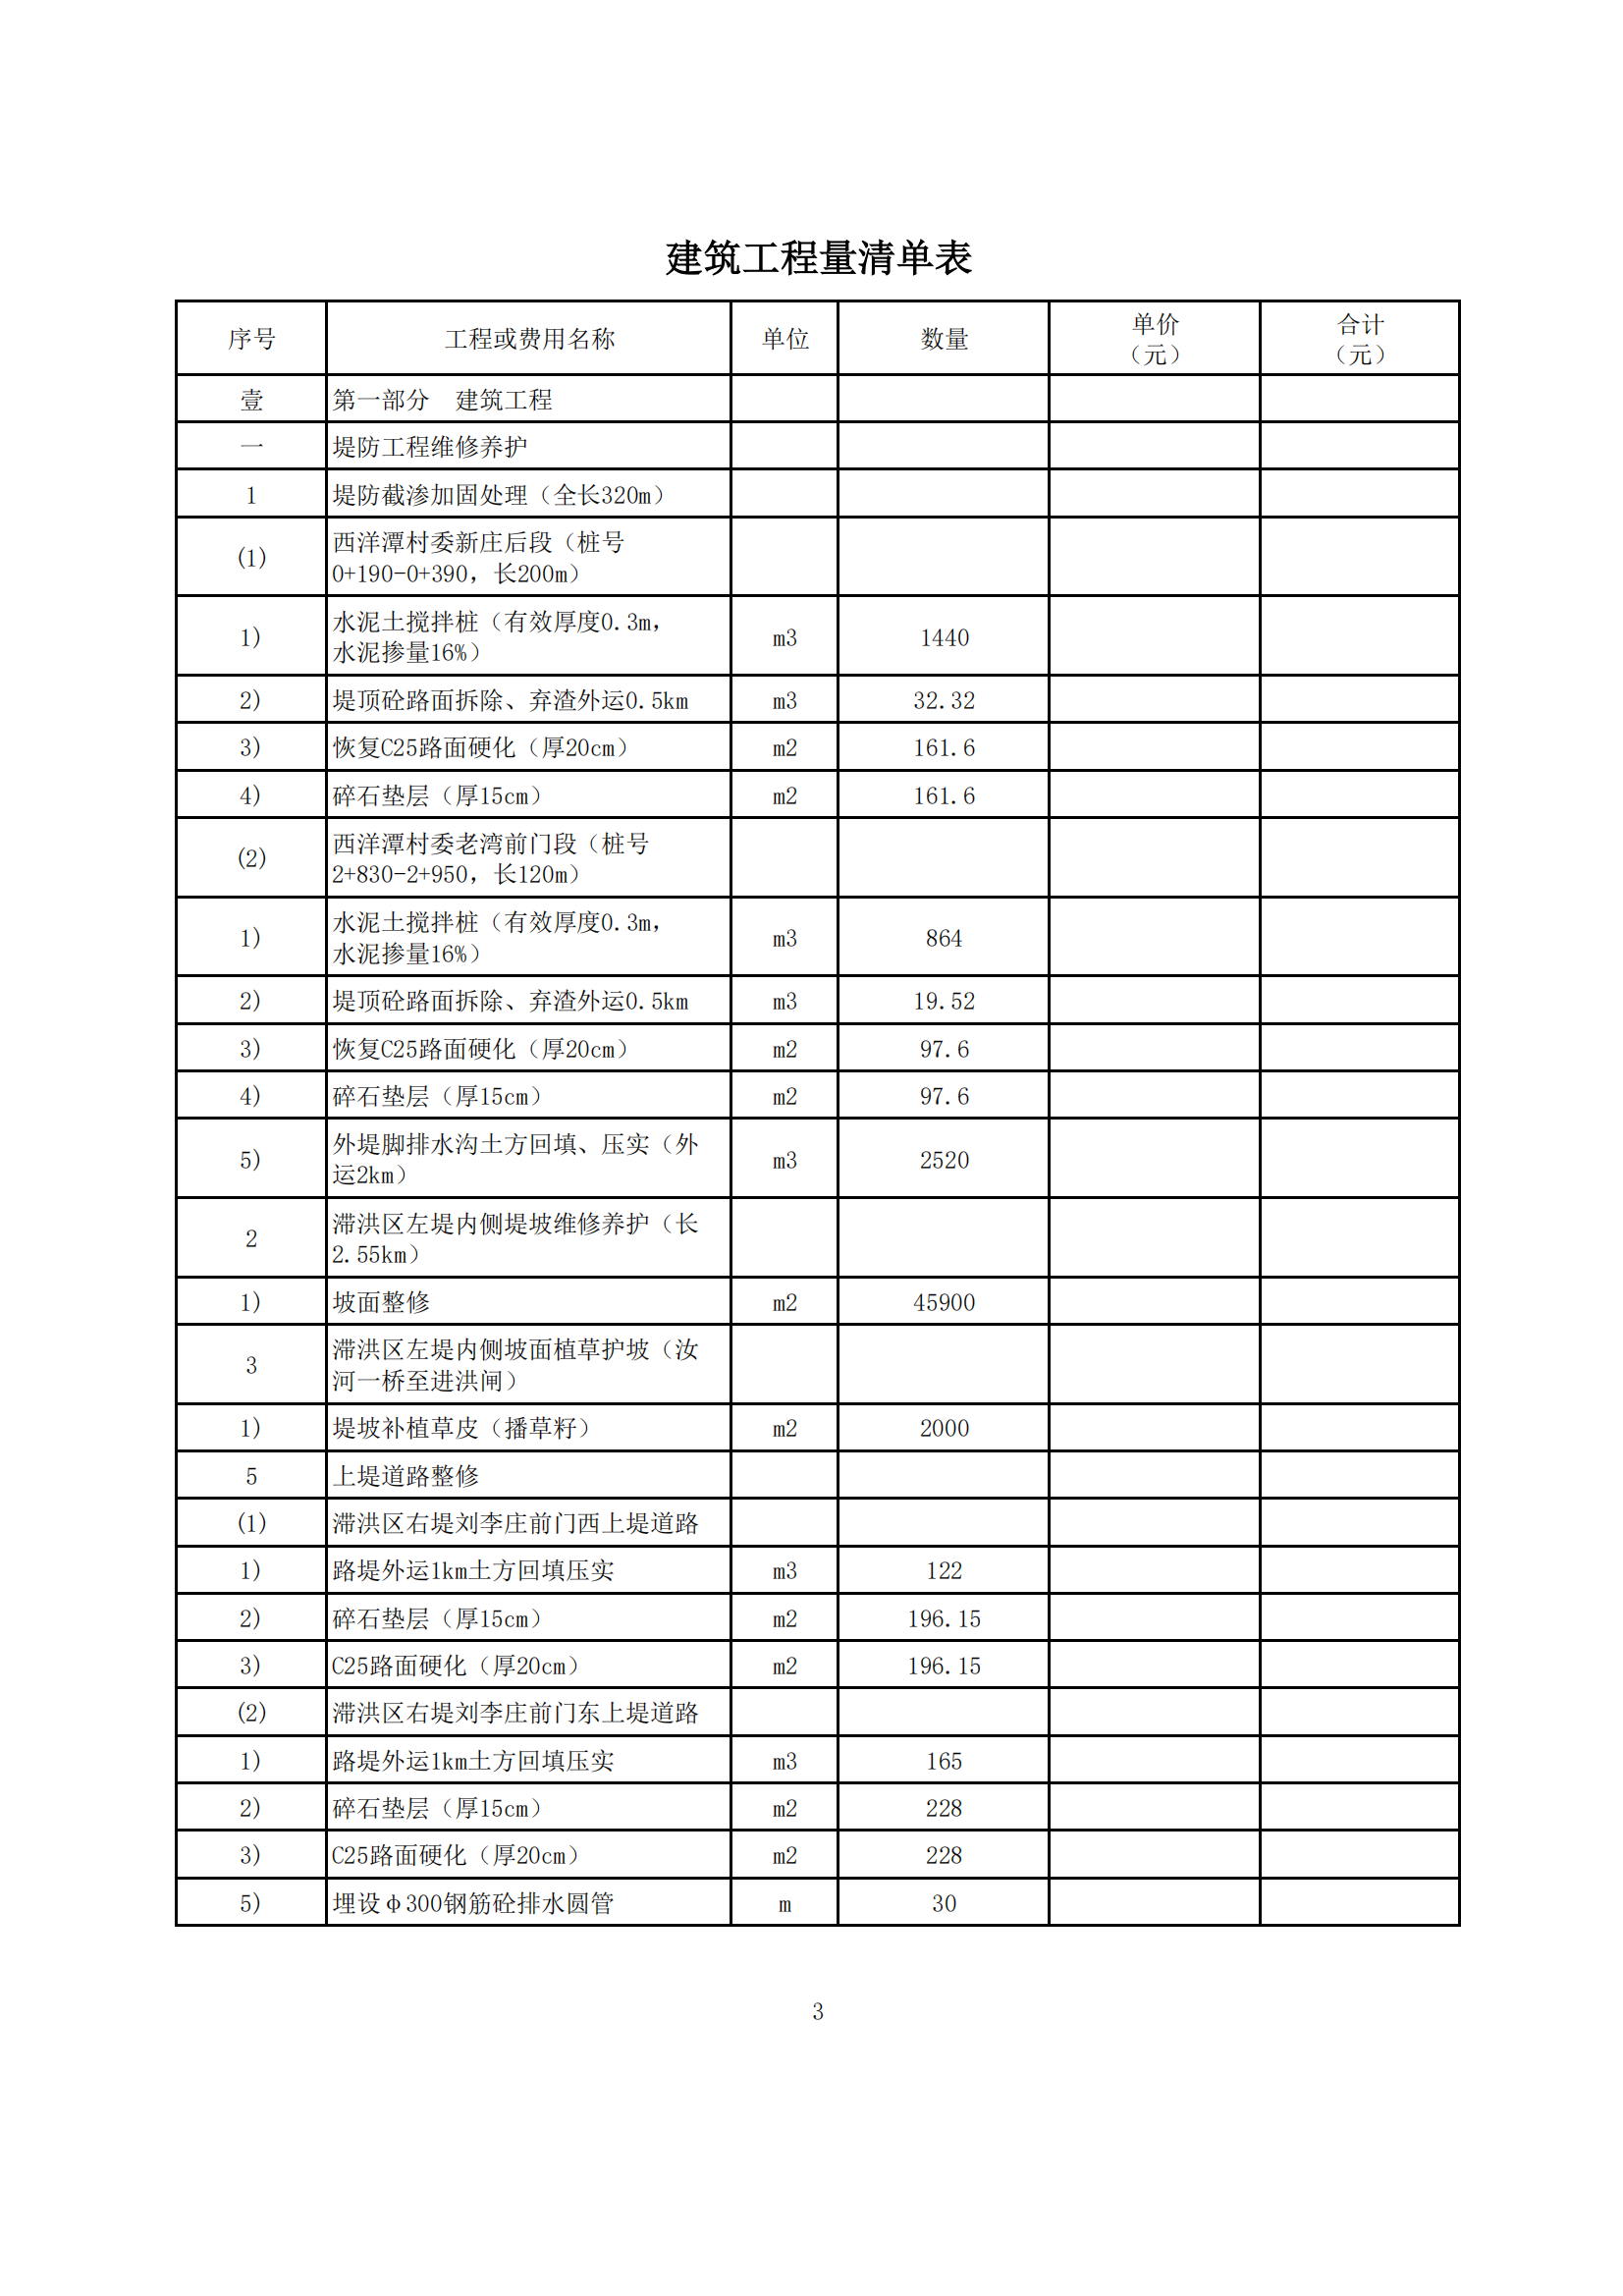 建筑工程量清单表
序号 工程或费用名称 单位 数量 单价（元） 合计（元）
壹 第一部分　建筑工程
一 堤防工程维修养护
1 堤防截渗加固处理（全长320m）
(1) 西洋潭村委新庄后段（桩号
0+190-0+390，长200m）
1) 水泥土搅拌桩（有效厚度0.3m， m3 1440
水泥掺量16%）
2) 堤顶砼路面拆除、弃渣外运0.5km m3 32.32
3) 恢复C25路面硬化（厚20cm） m2 161.6
4) 碎石垫层（厚15cm） m2 161.6
(2) 西洋潭村委老湾前门段（桩号
2+830-2+950，长120m）
1) 水泥土搅拌桩（有效厚度0.3m， m3 864
水泥掺量16%）
2) 堤顶砼路面拆除、弃渣外运0.5km m3 19.52
3) 恢复C25路面硬化（厚20cm） m2 97.6
4) 碎石垫层（厚15cm） m2 97.6
5) 外堤脚排水沟土方回填、压实（外 m3 2520
运2km）
2 滞洪区左堤内侧堤坡维修养护（长
2.55km）
1) 坡面整修 m2 45900
3 滞洪区左堤内侧坡面植草护坡（汝
河一桥至进洪闸）
1) 堤坡补植草皮（播草籽） m2 2000
5 上堤道路整修
(1) 滞洪区右堤刘李庄前门西上堤道路
1) 路堤外运1km土方回填压实 m3 122
2) 碎石垫层（厚15cm） m2 196.15
3) C25路面硬化（厚20cm） m2 196.15
(2) 滞洪区右堤刘李庄前门东上堤道路
1) 路堤外运1km土方回填压实 m3 165
2) 碎石垫层（厚15cm） m2 228
3) C25路面硬化（厚20cm） m2 228
5) 埋设φ300钢筋砼排水圆管 m 30
3